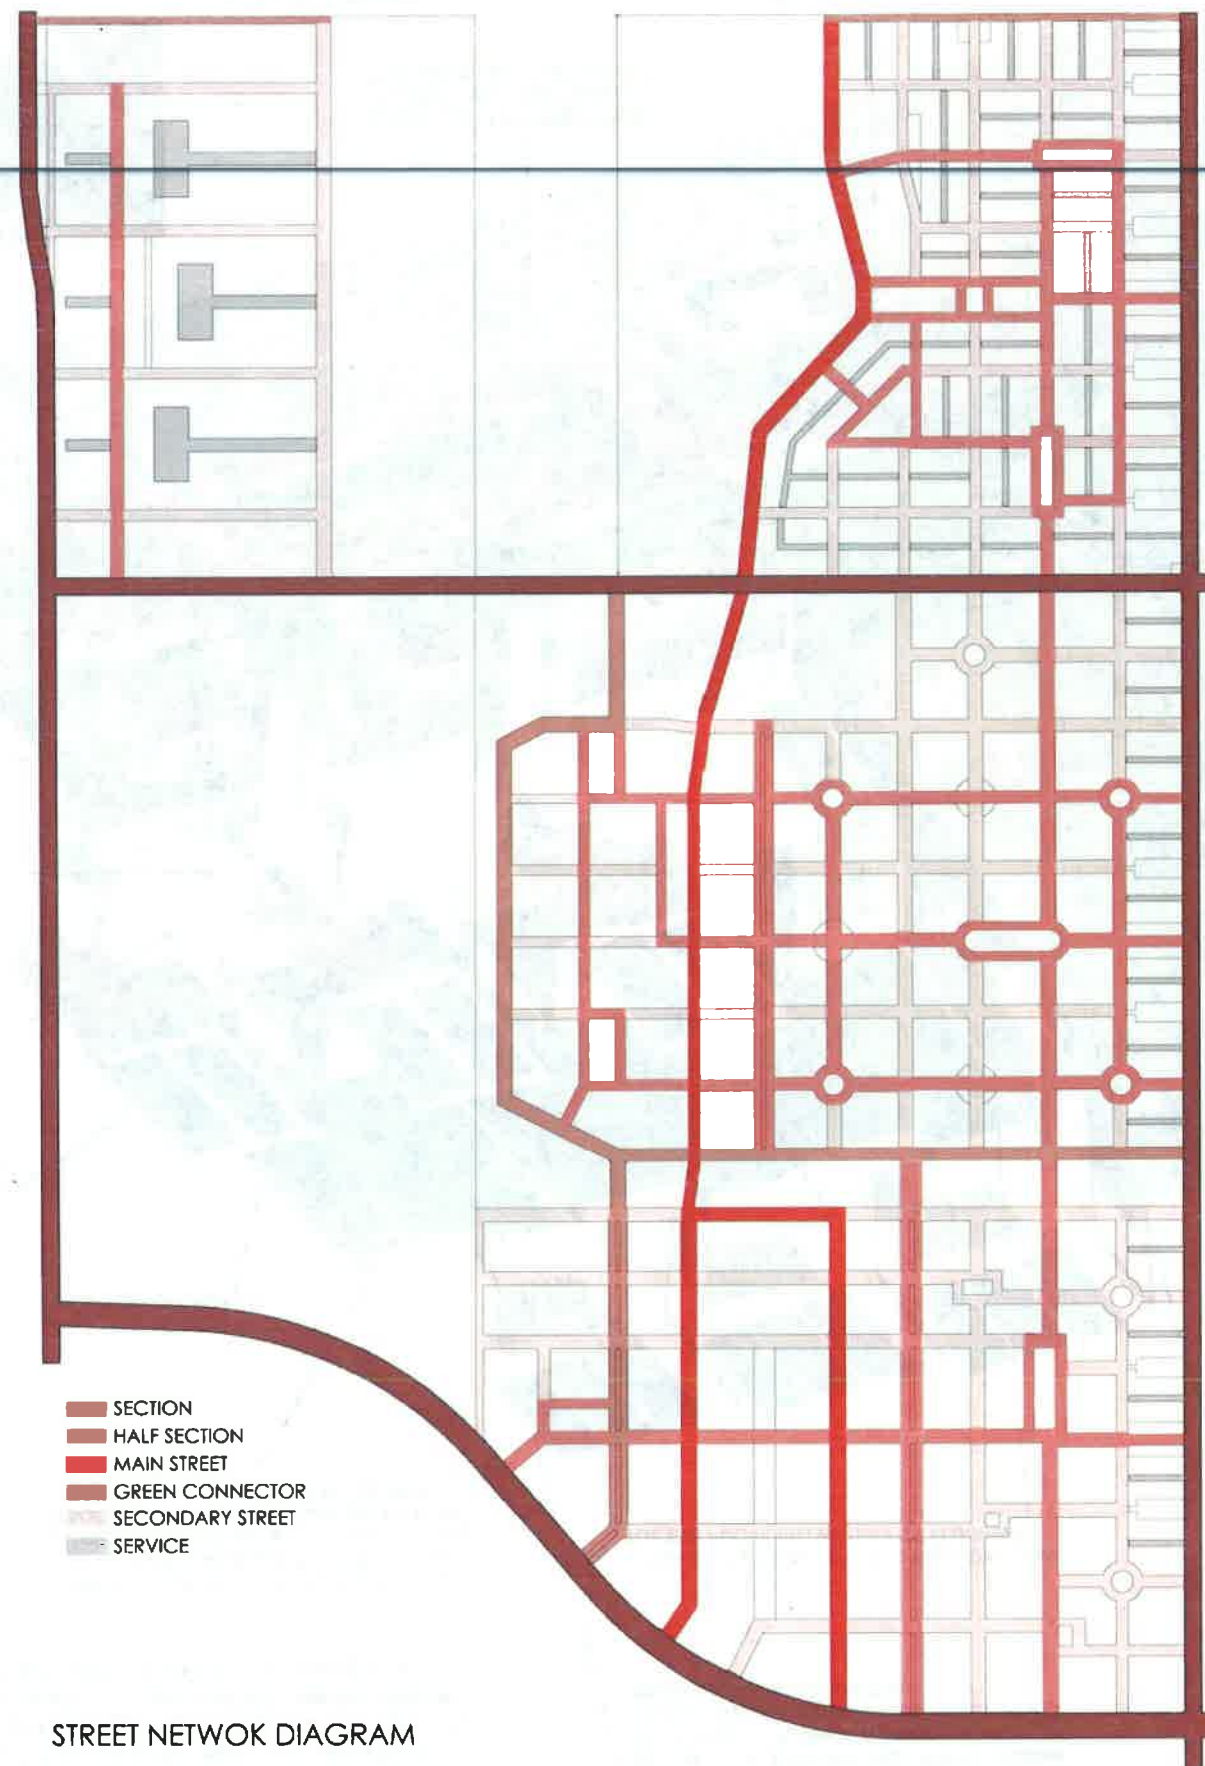 SECTION
HALF SECTION
MAIN STREET
GREEN CONNECTOR
SECONDARY STREET
SERVICE
STREET NETWOK DIAGRAM